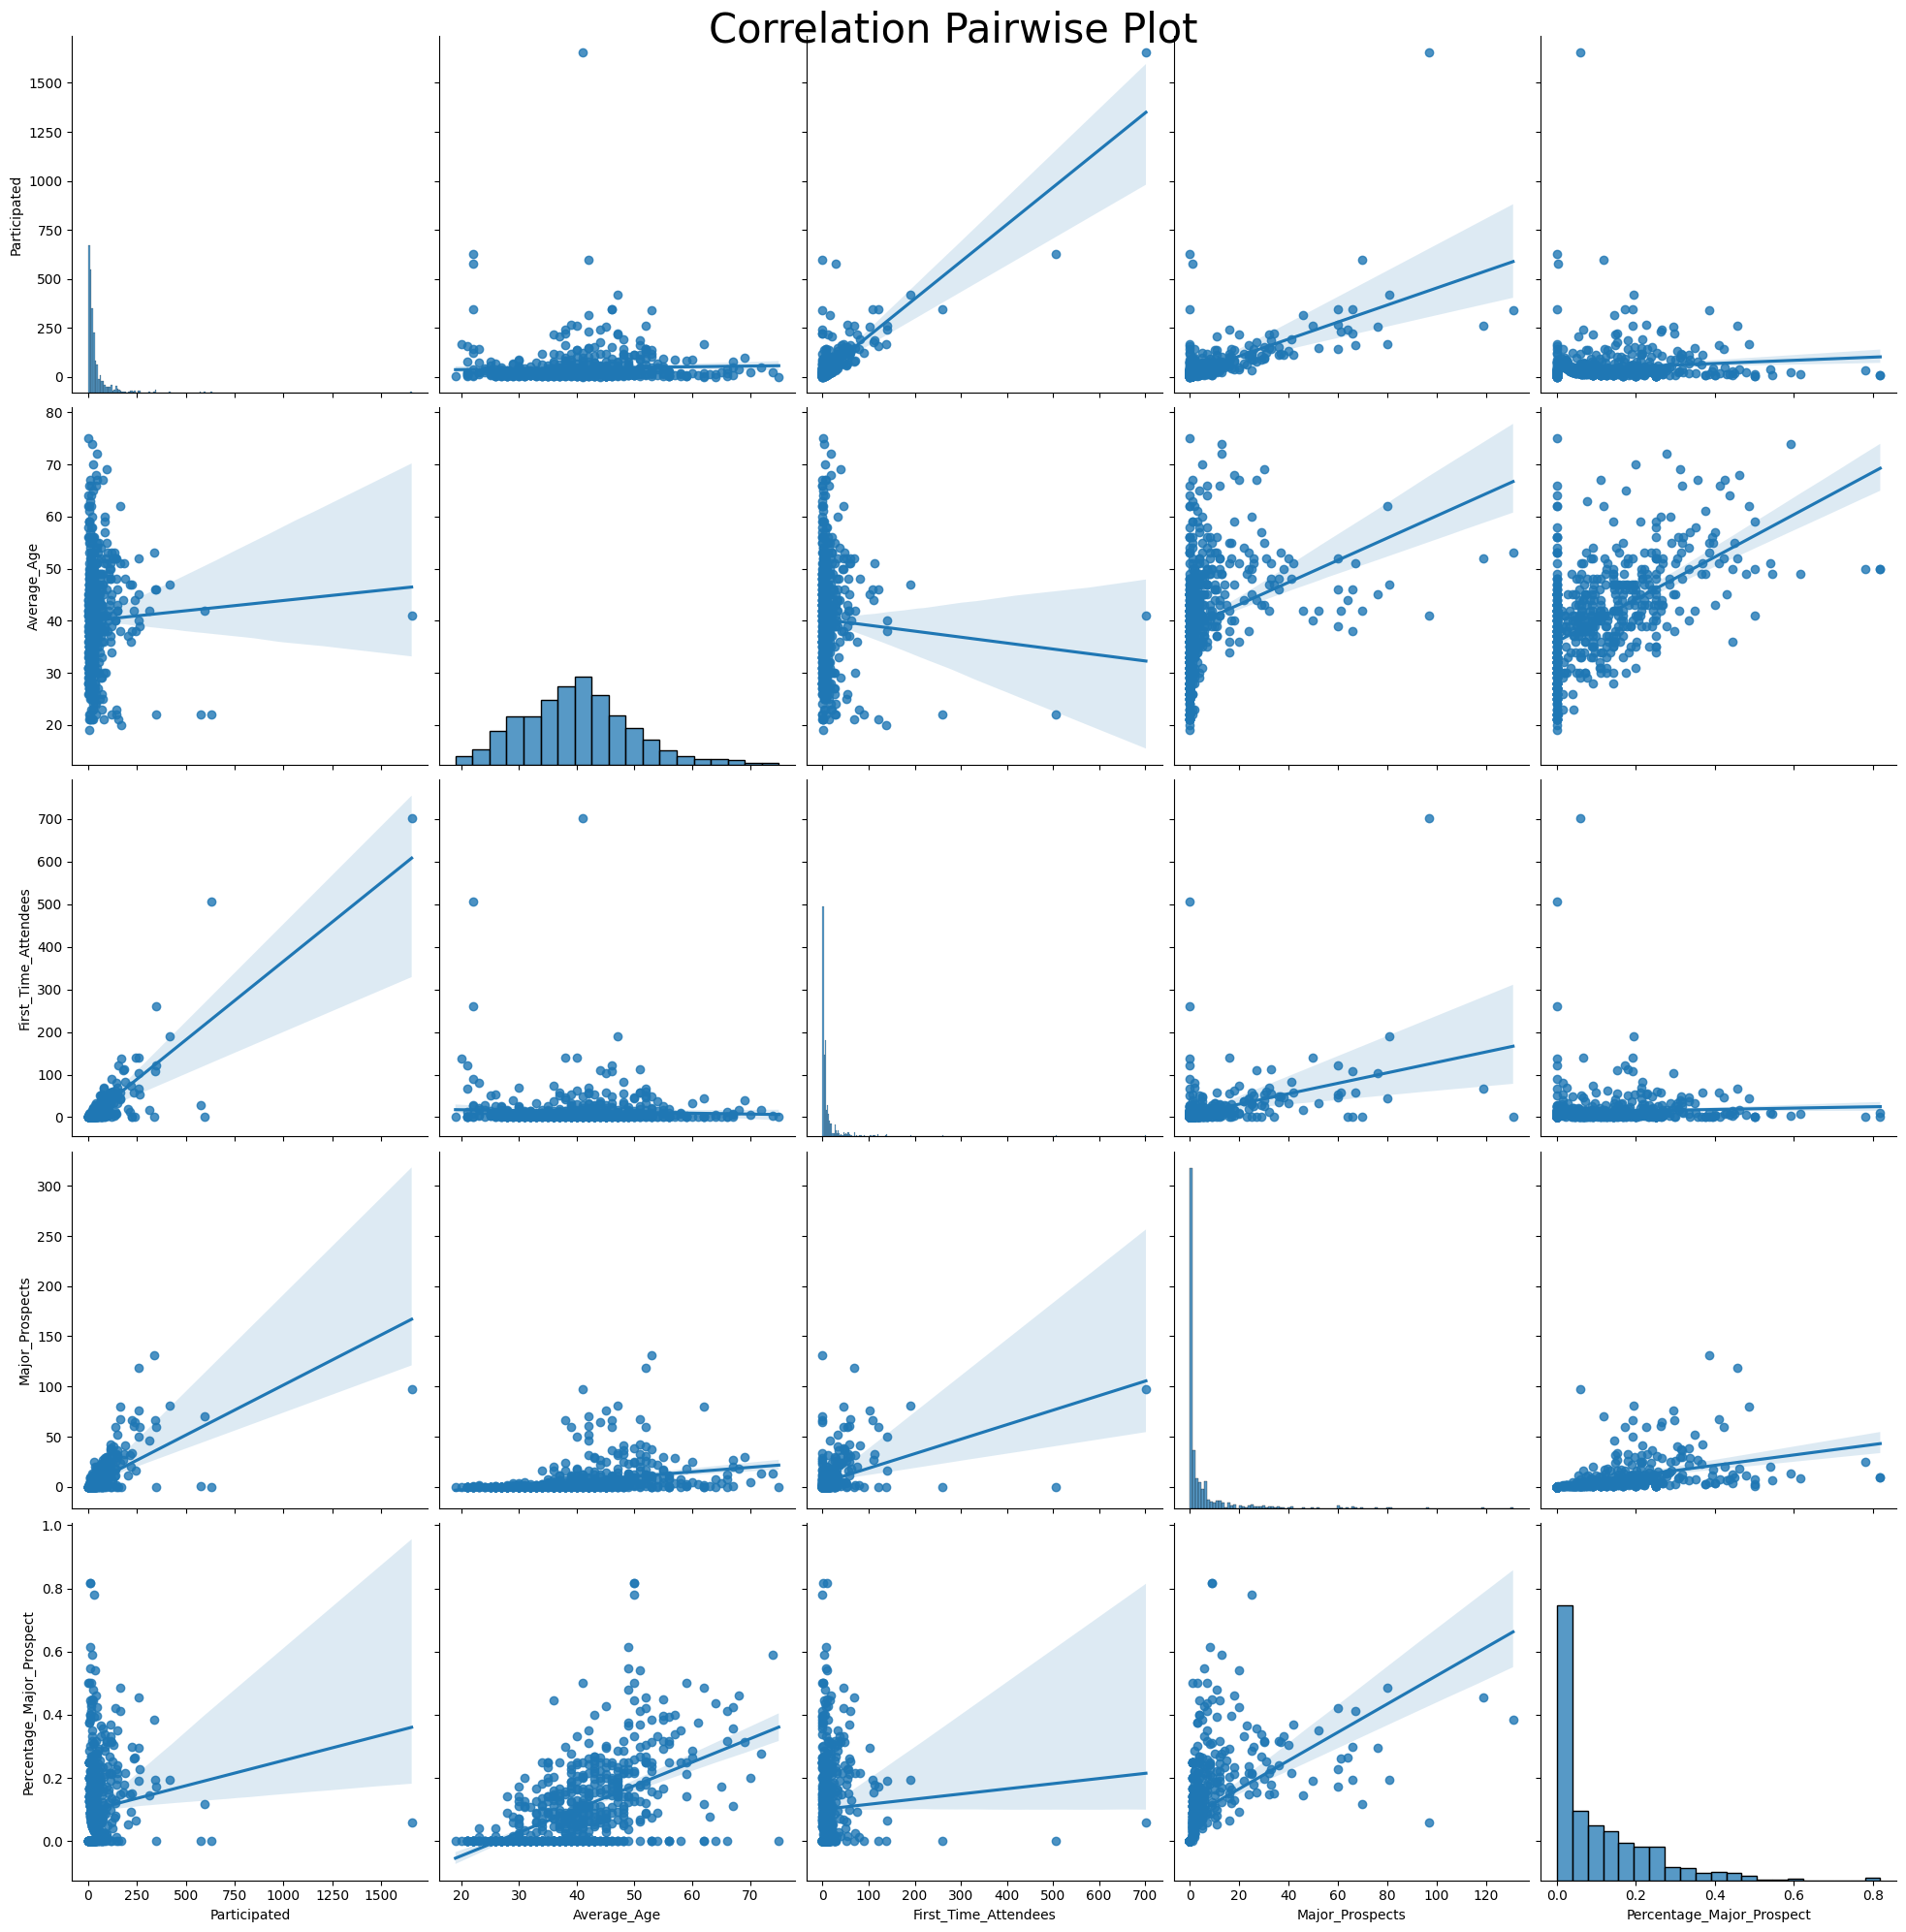 Correlation Pairwise Plot
1500
1250
1000
750
500
250
0
Participated
80
70
60
50
40
30
20
Average_Age
700
600
500
400
300
200
100
0
First_Time_Attendees
300
250
200
150
100
50
0
Major_Prospects
1.0
0.8
0.6
0.4
0.2
0.0
Percentage_Major_Prospect
0 250 500 750 1000 1250 1500
Participated
20 30 40 50 60 70
Average_Age
0 100 200 300 400 500 600 700
First_Time_Attendees
0 20 40 60 80 100 120
Major_Prospects
0.0 0.2 0.4 0.6 0.8
Percentage_Major_Prospect